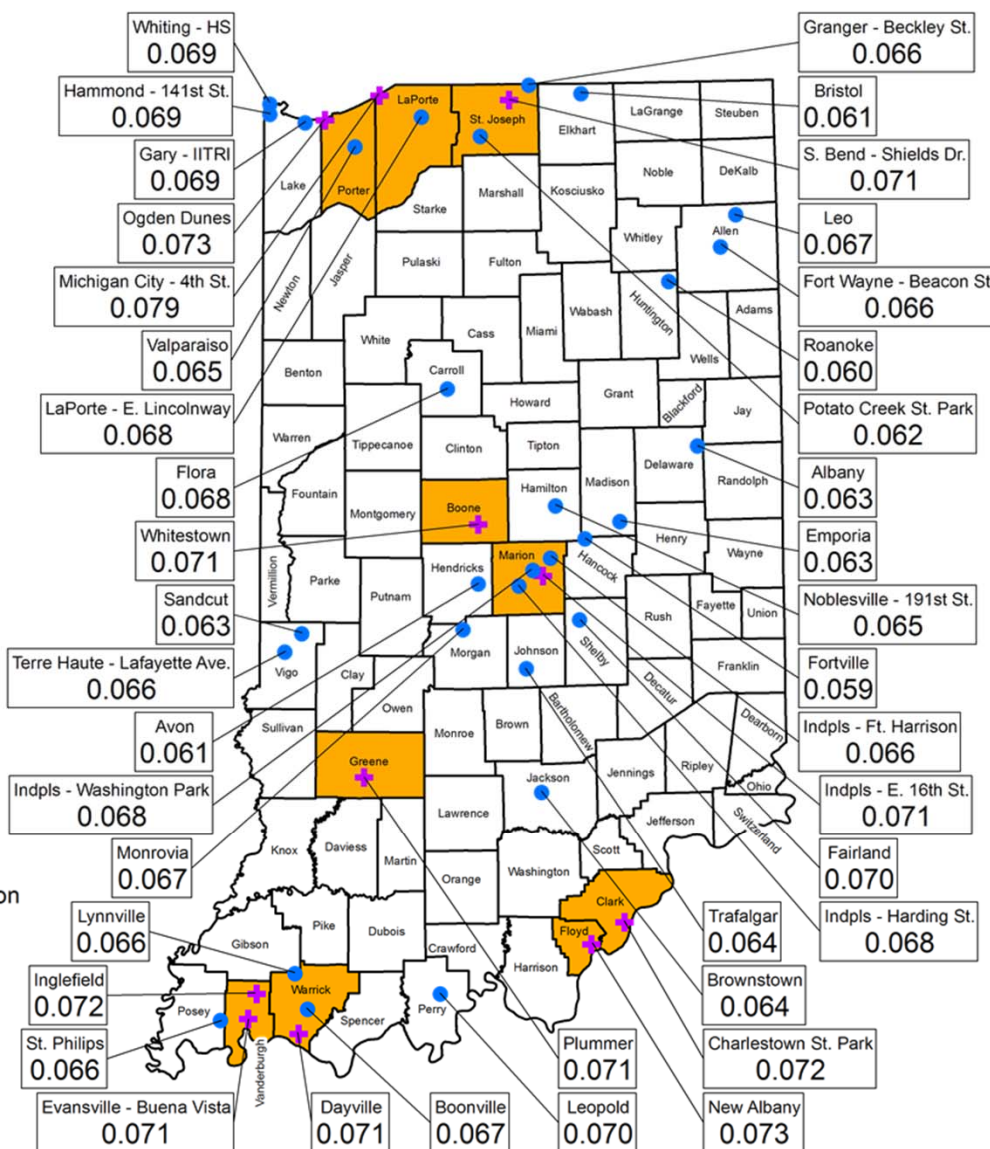 Whiting - HS
0.069
Hammond - 141st St.
0.069
Gary - IITRI
0.069
Ogden Dunes
0.073
Michigan City - 4th St.
0.079
Valparaiso
0.065
LaPorte - E. Lincolnway
0.068
Flora
0.068
Whitestown
0.071
Sandcut
0.063
Terre Haute - Lafayette Ave.
0.066
Avon
0.061
Indpls - Washington Park
0.068
Monrovia
0.067
on
Lynnville
0.066
Inglefield
0.072
St. Philips
0.066
Evansville - Buena Vista
0.071
Dayville
0.071
Boonville
0.067
Leopold
0.070
Plummer
0.071
New Albany
0.073
Granger - Beckley St.
0.066
Bristol
0.061
S. Bend - Shields Dr.
0.071
Leo
0.067
Fort Wayne - Beacon St
0.066
Roanoke
0.060
Potato Creek St. Park
0.062
Albany
0.063
Emporia
0.063
Noblesville - 191st St.
0.065
Fortville
0.059
Indpls - Ft. Harrison
0.066
Indpls - E. 16th St.
0.071
Fairland
0.070
Indpls - Harding St.
0.068
Trafalgar
0.064
Brownstown
0.064
Charlestown St. Park
0.072
Lake
Porter
LaPorte
St. Joseph
Elkhart
LaGrange
Steuben
Noble
DeKalb
Starke
Marshall
Kosciusko
Whitley
Allen
Newton
Jasper
Pulaski
Fulton
Huntington
Wabash
Miami
Cass
White
Benton
Carroll
Howard
Grant
Wells
Adams
Blackford
Jay
Warren
Tippecanoe
Clinton
Tipton
Madison
Delaware
Randolph
Fountain
Montgomery
Boone
Hamilton
Henry
Wayne
Vermillion
Parke
Putnam
Hendricks
Marion
Hancock
Rush
Fayette
Union
Vigo
Clay
Owen
Morgan
Johnson
Shelby
Decatur
Franklin
Sullivan
Greene
Monroe
Brown
Bartholomew
Jennings
Ripley
Dearborn
Ohio
Switzerland
Jefferson
Jackson
Lawrence
Knox
Daviess
Martin
Orange
Washington
Scott
Clark
Floyd
Harrison
Crawford
Dubois
Pike
Gibson
Posey
Vanderburgh
Warrick
Spencer
Perry